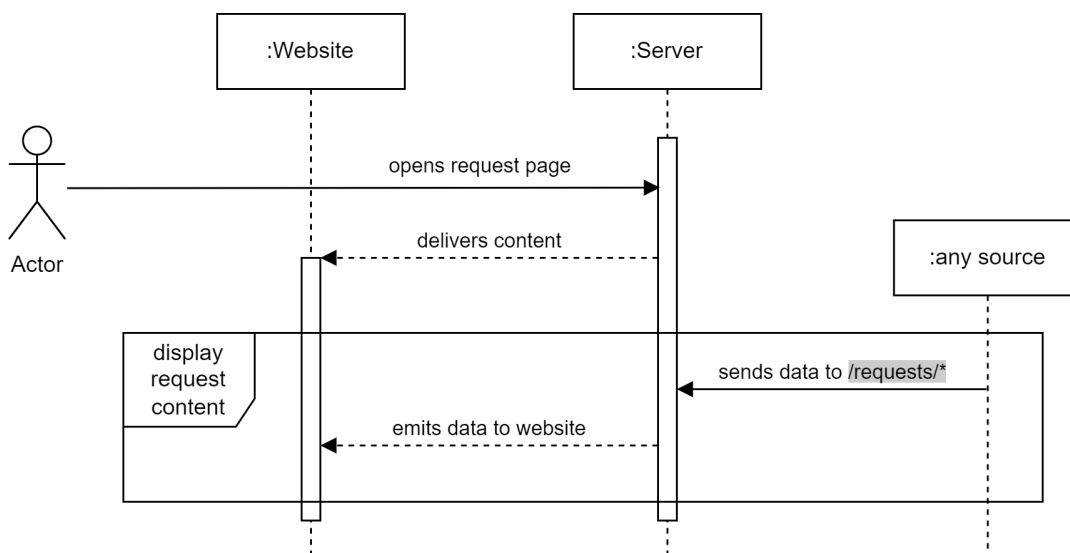 :Website
:Server
opens request page
delivers content
Actor
:any source
display
request
content
sends data to /requests/*
emits data to website